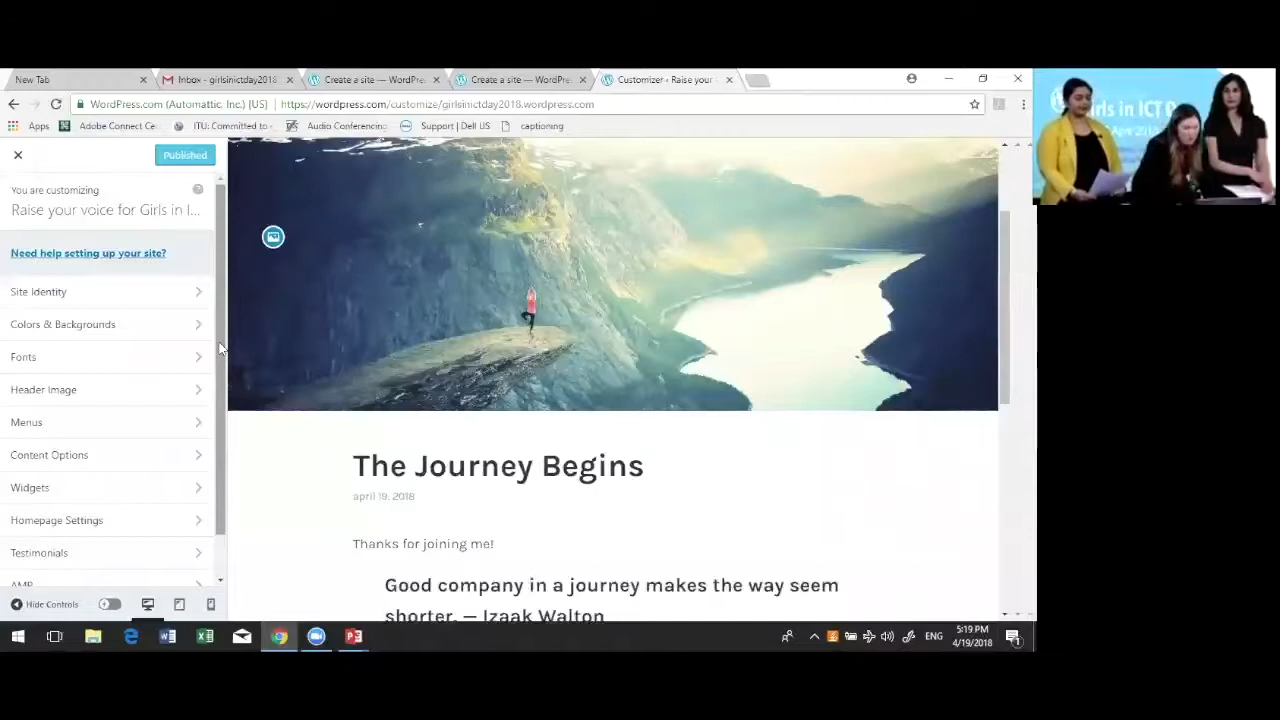 New Tab
Inbox - girlsinictday2018
Create a site — WordPre
Create a site — WordPre
Customizer ‹ Raise your
WordPress.com (Automattic, Inc.) [US]
https://wordpress.com/customize/girlsinictday2018.wordpress.com
Apps
Adobe Connect Ce
ITU: Committed to
Audio Conferencing
Support | Dell US
captioning
Published
You are customizing
Raise your voice for Girls in I...
Need help setting up your site?
Site Identity
Colors & Backgrounds
Fonts
Header Image
Menus
Content Options
Widgets
Homepage Settings
Testimonials
AMP
Hide Controls
The Journey Begins
april 19, 2018
Thanks for joining me!
Good company in a journey makes the way seem
shorter. — Izaak Walton
ENG
5:19 PM
4/19/2018
irls in ICT D